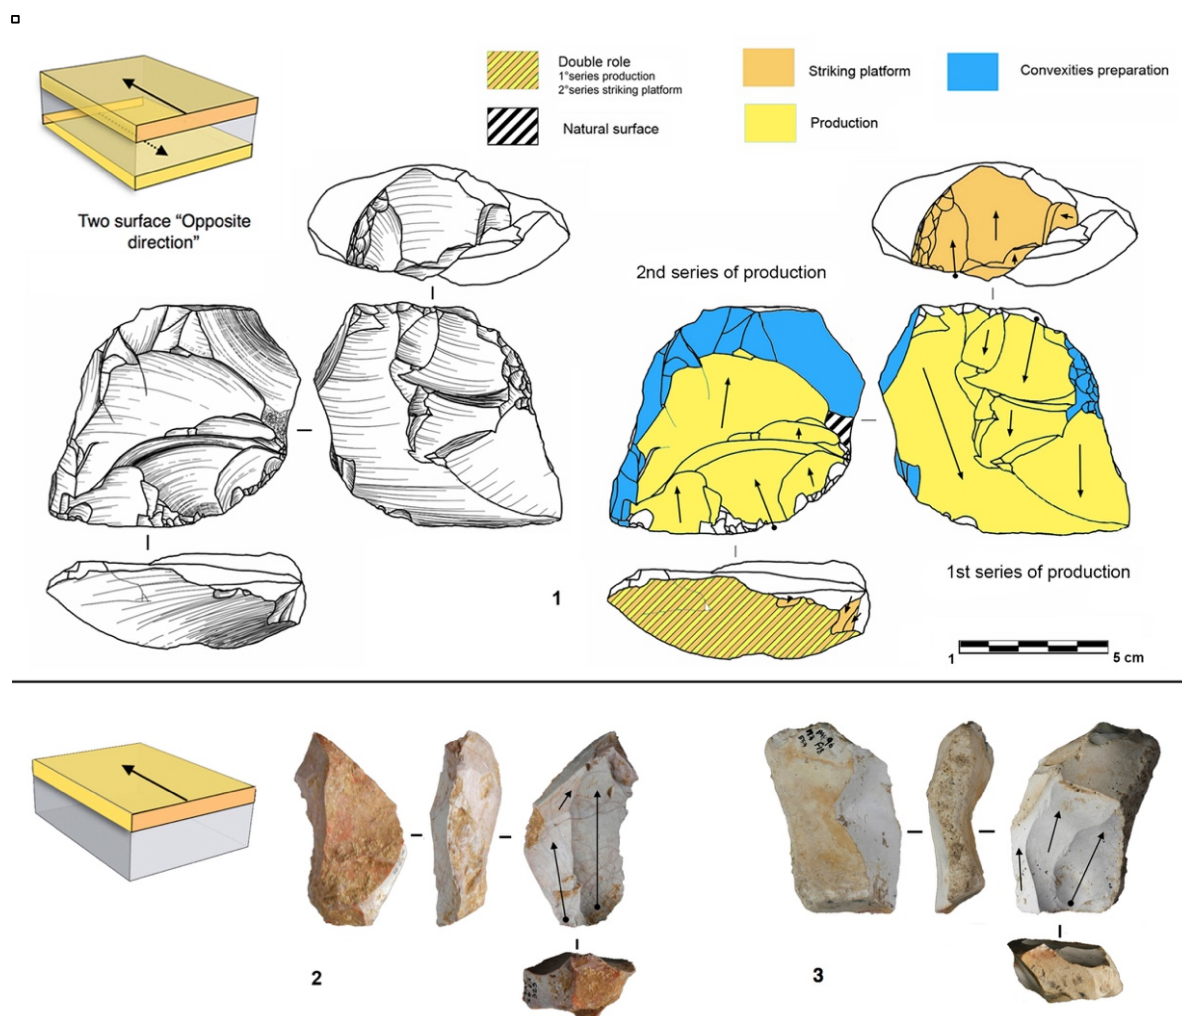 Double role
1°series production
2°series striking platform
Striking platform
Convexities preparation
Natural surface
Production
Two surface “Opposite
direction”
2nd series of production
1st series of production
1
1
5 cm
2
3